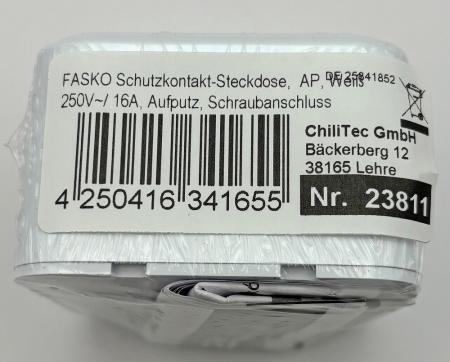 FASKO Schutzkontakt-Steckdose, AP, Weiß
DE 25841852
250V~/ 16A, Aufputz, Schraubanschluss
ChiliTec GmbH
Bäckerberg 12
38165 Lehre
4 250416 341655
Nr. 23811